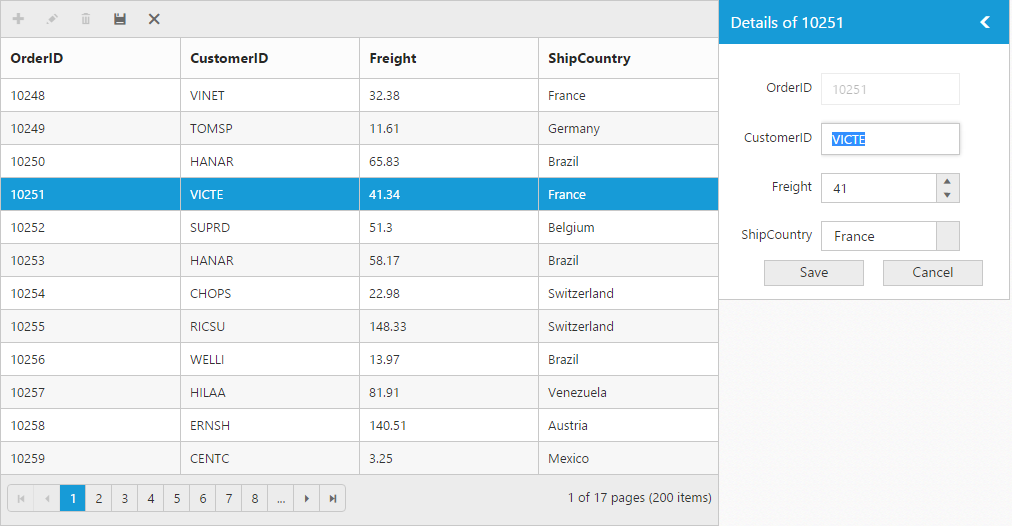 OrderID CustomerID Freight ShipCountry
10248 VINET 32.38 France
10249 TOMSP 11.61 Germany
10250 HANAR 65.83 Brazil
10251 VICTE 41.34 France
10252 SUPRD 51.3 Belgium
10253 HANAR 58.17 Brazil
10254 CHOPS 22.98 Switzerland
10255 RICSU 148.33 Switzerland
10256 WELLI 13.97 Brazil
10257 HILAA 81.91 Venezuela
10258 ERNSH 140.51 Austria
10259 CENTC 3.25 Mexico
1 2 3 4 5 6 7 8 ... 1 of 17 pages (200 items)
Details of 10251
OrderID 10251
CustomerID VICTE
Freight 41
ShipCountry France
Save Cancel